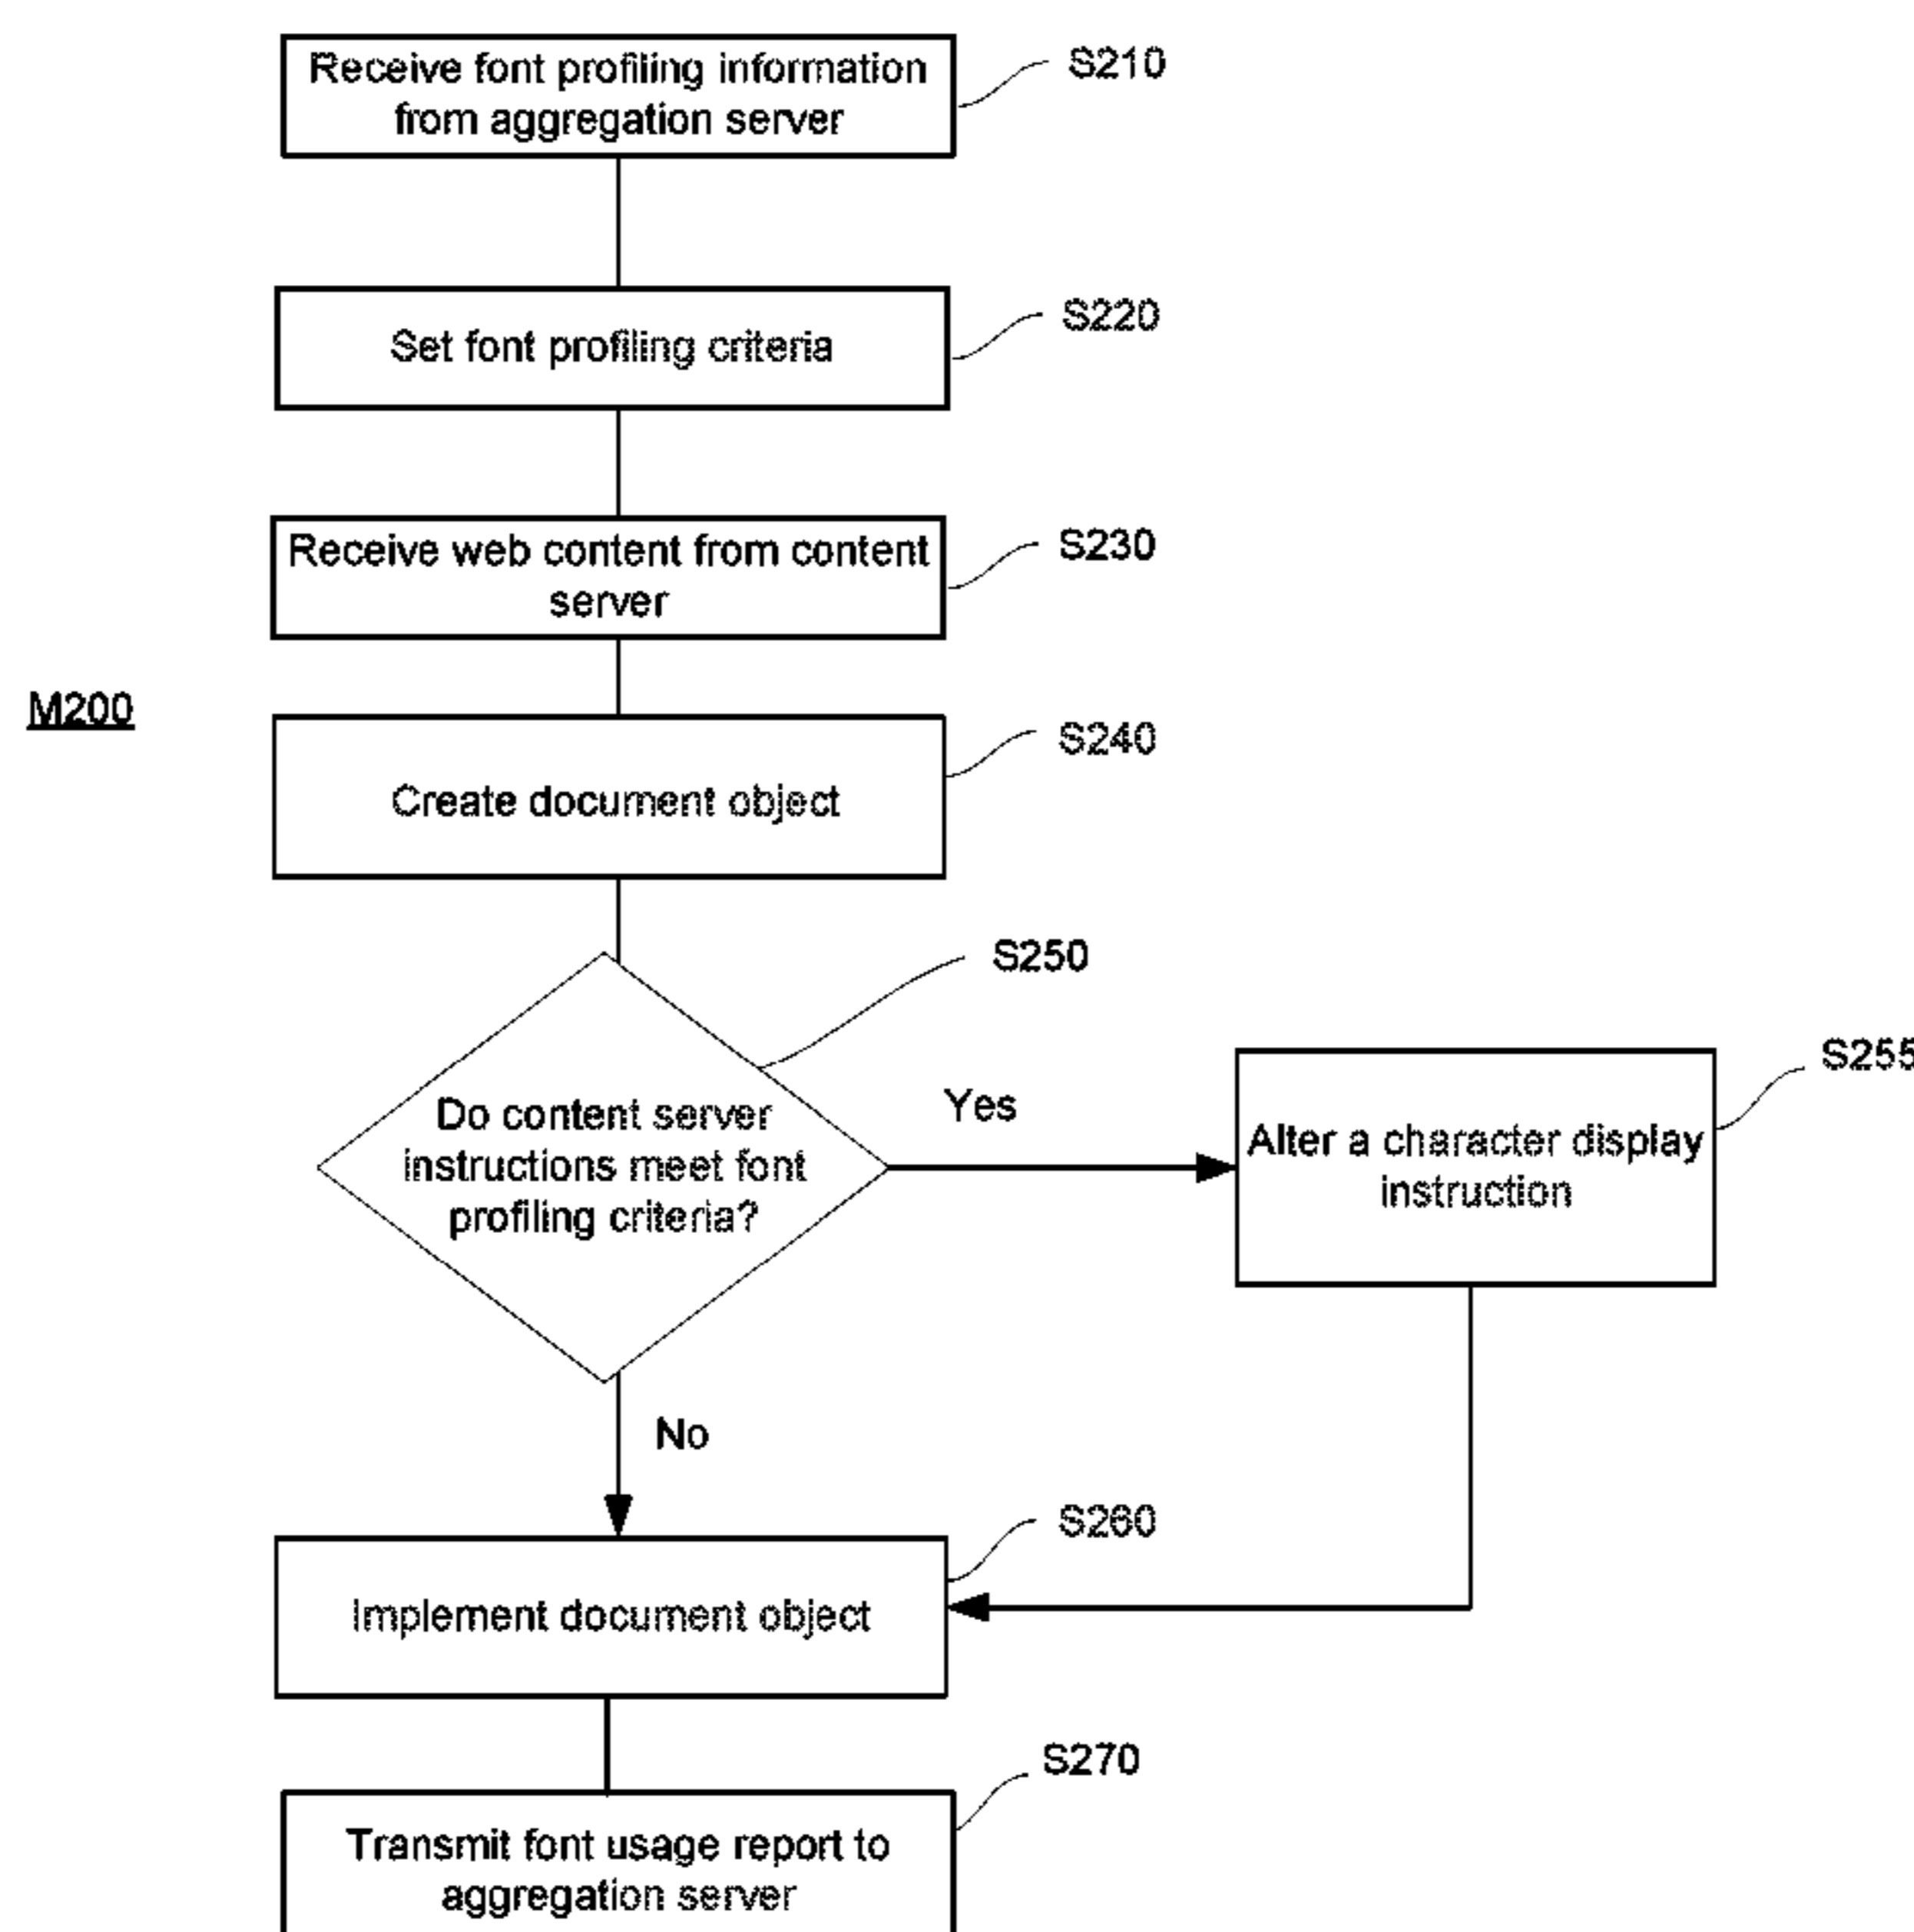 Receive font profiling information
from aggregation server
S210
Set font profiling criteria
S220
Receive web content from content
server
S230
M200
Create document object
S240
Do content server
instructions meet font
profiling criteria?
S250
Yes
Alter a character display
instruction
S255
No
Implement document object
S260
Transmit font usage report to
aggregation server
S270